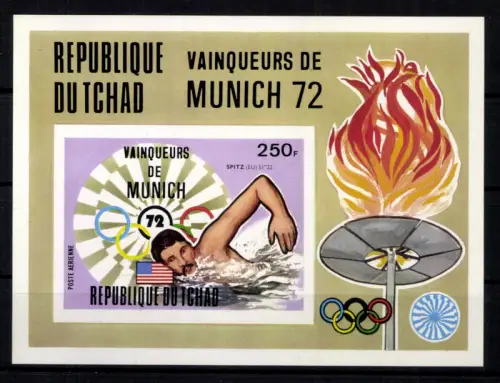 REPUBLIQUE
DU TCHAD
VAINQUEURS DE
MUNICH 72
VAINQUEURS
DE
MUNICH
72
250F
POSTE AERIENNE
REPUBLIQUE DU TCHAD